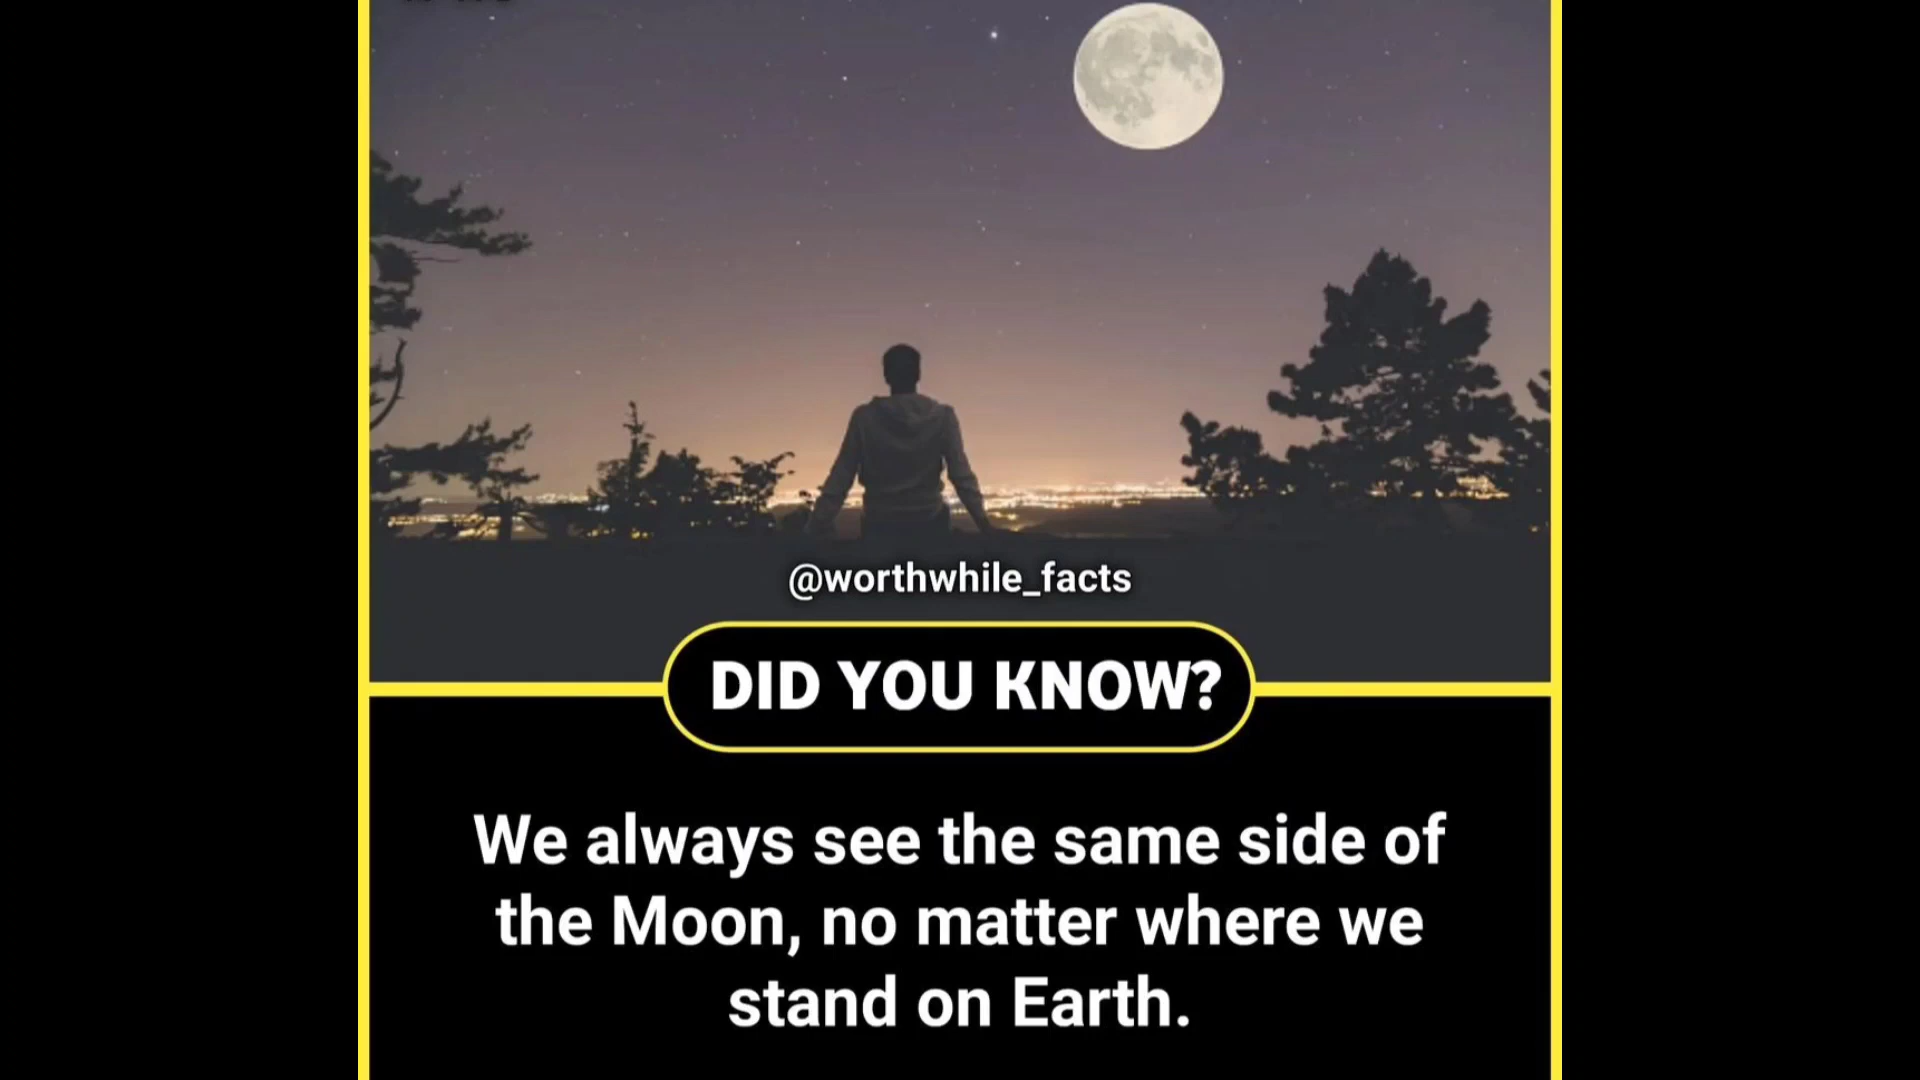 @worthwhile_facts
DID YOU KNOW?
We always see the same side of
the Moon, no matter where we
stand on Earth.